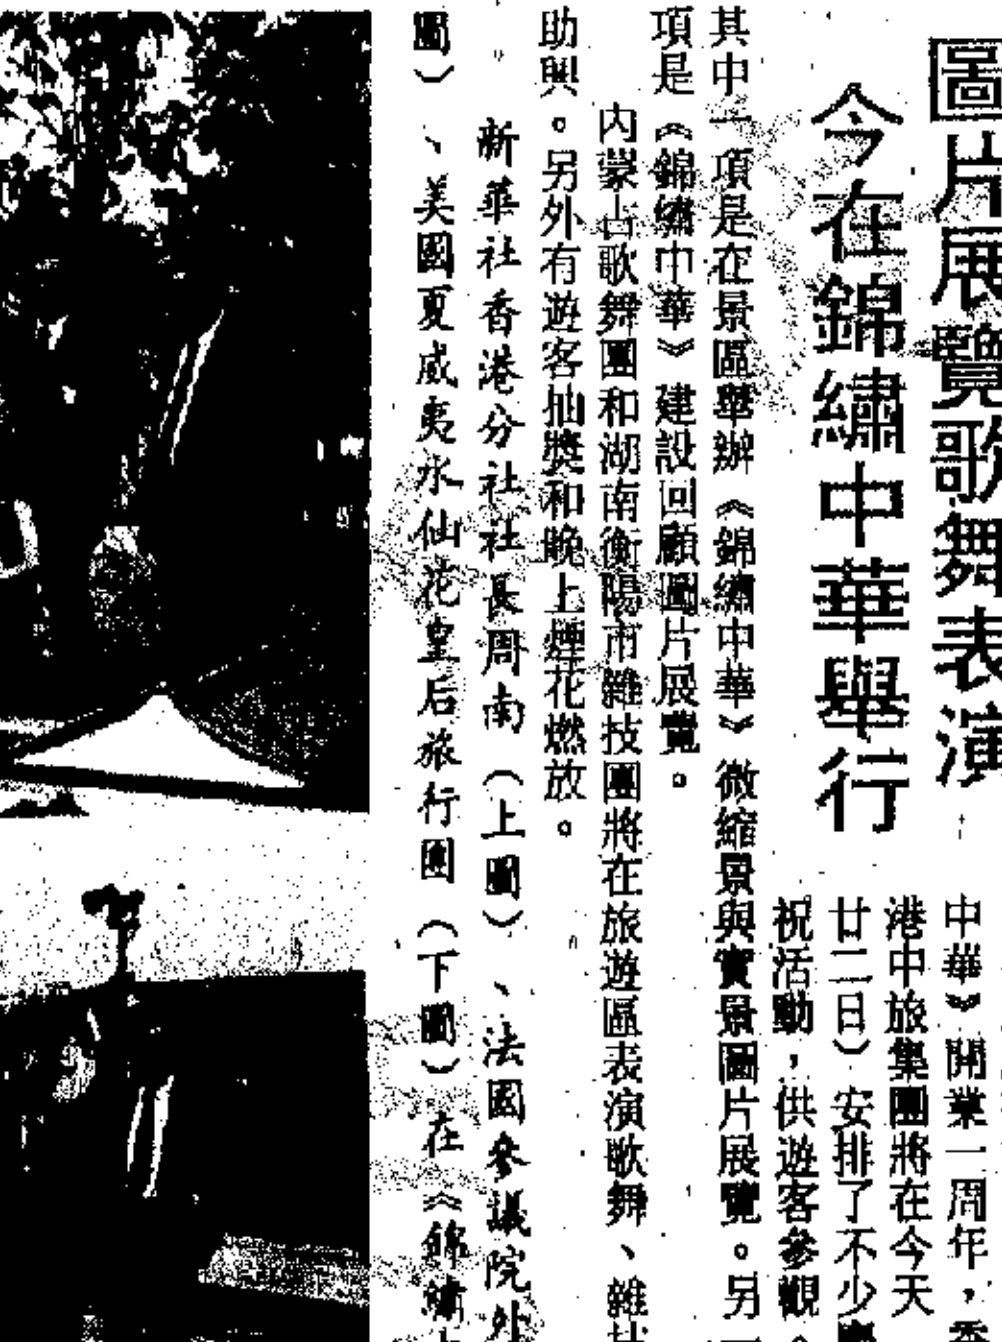 圖片展覽歌舞表演
今在錦繡中華舉行
中華》開業一周年，香
港中旅集團將在今天
廿二日）安排了不少
祝活動，供遊客參觀。
其中一項是在景區舉辦《錦繡中華》微縮景與實景圖片展覽。另一
項是《錦繡中華》建設回顧圖片展覽。
內蒙古歌舞團和湖南衡陽市雜技團將在旅遊區表演歌舞、雜技
助興。另外有遊客抽獎和晚上煙花燃放。
新華社香港分社社長周南（上圖）、法國參議院外
圖）、美國夏威夷水仙花皇后旅行團（下圖）在《錦繡